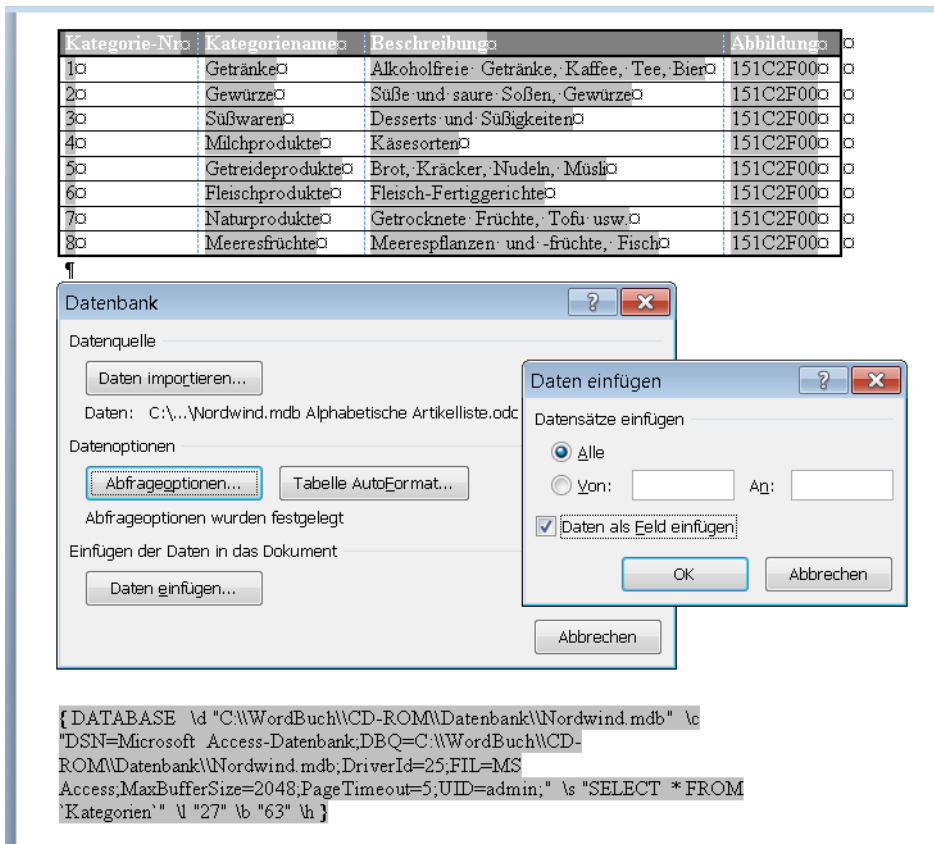 Kategorie-Nr¤ Kategoriename¤ Beschreibung¤ Abbildung¤ ¤
1¤ Getränke¤ Alkoholfreie Getränke, Kaffee, Tee, Bier¤ 151C2F00¤ ¤
2¤ Gewürze¤ Süße und saure Soßen, Gewürze¤ 151C2F00¤ ¤
3¤ Süßwaren¤ Desserts und Süßigkeiten¤ 151C2F00¤ ¤
4¤ Milchprodukte¤ Käsesorten¤ 151C2F00¤ ¤
5¤ Getreideprodukte¤ Brot, Kräcker, Nudeln, Müsli¤ 151C2F00¤ ¤
6¤ Fleischprodukte¤ Fleisch-Fertiggerichte¤ 151C2F00¤ ¤
7¤ Naturprodukte¤ Getrocknete Früchte, Tofu usw.¤ 151C2F00¤ ¤
8¤ Meeresfrüchte¤ Meerespflanzen und -früchte, Fisch¤ 151C2F00¤ ¤
¶
Datenbank
Datenquelle
Daten importieren...
Daten: C:\...\Nordwind.mdb Alphabetische Artikelliste.odc
Datenoptionen
Abfrageoptionen... Tabelle AutoFormat...
Abfrageoptionen wurden festgelegt
Einfügen der Daten in das Dokument
Daten einfügen...
Abbrechen
Daten einfügen
Datensätze einfügen
Alle
Von: An:
Daten als Feld einfügen
OK Abbrechen
{ DATABASE \d "C:\\WordBuch\\CD-ROM\\Datenbank\\Nordwind.mdb" \c
"DSN=Microsoft Access-Datenbank;DBQ=C:\\WordBuch\\CD-
ROM\\Datenbank\\Nordwind.mdb;DriverId=25;FIL=MS
Access;MaxBufferSize=2048;PageTimeout=5;UID=admin;" \s "SELECT * FROM
`Kategorien`" \l "27" \b "63" \h }